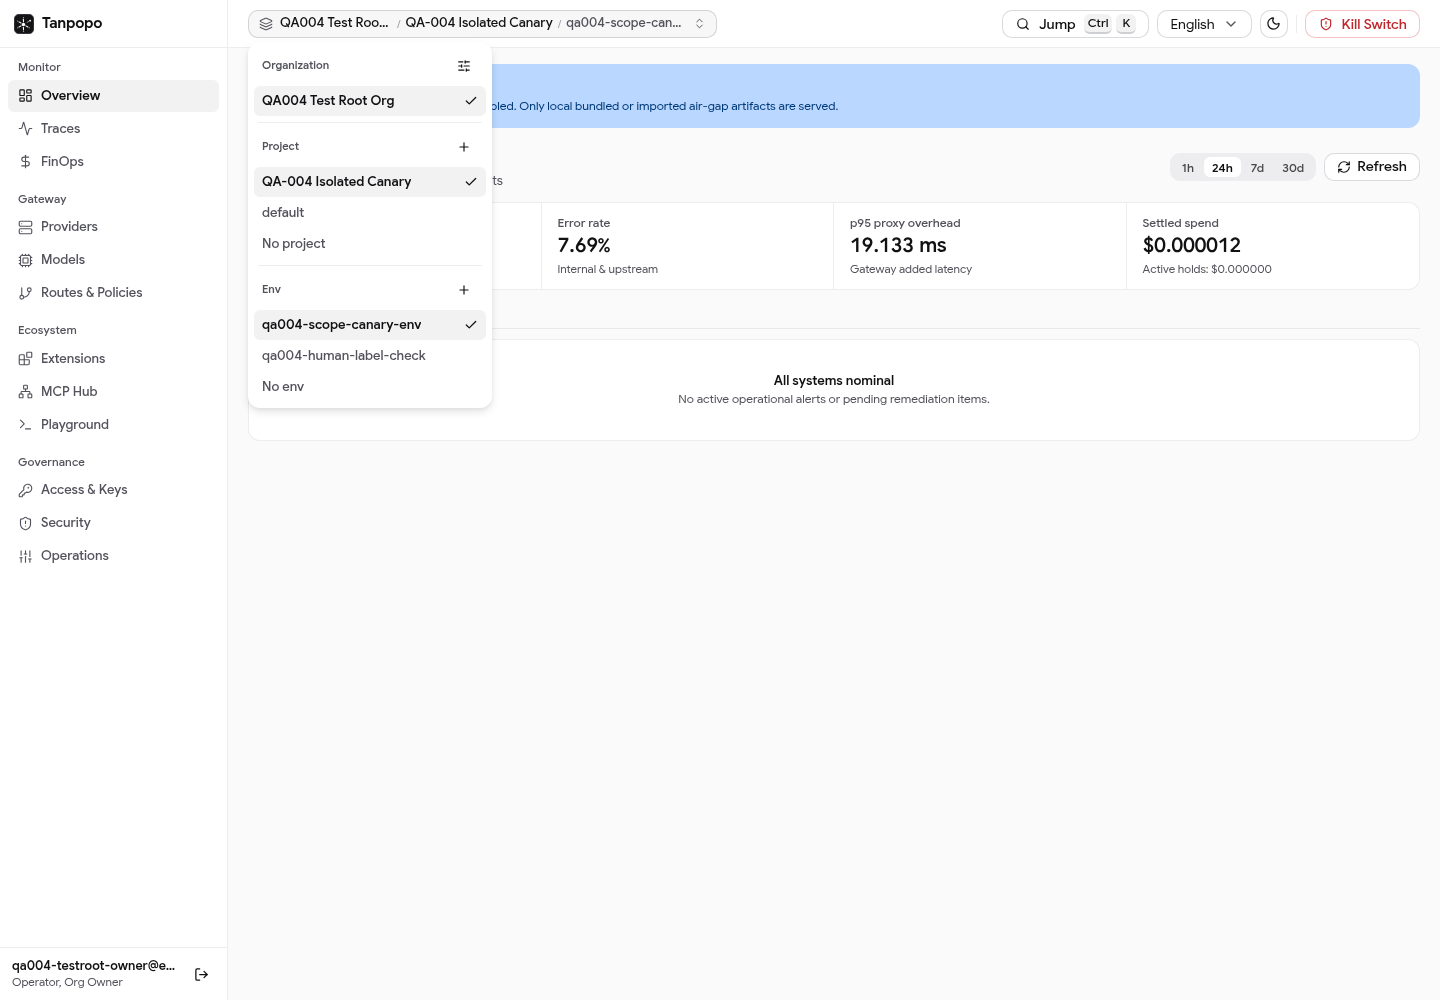 Tanpopo
QA004 Test Roo... / QA-004 Isolated Canary / qa004-scope-can...
Jump Ctrl K
English
Kill Switch
Monitor
Overview
Traces
FinOps
Gateway
Providers
Models
Routes & Policies
Ecosystem
Extensions
MCP Hub
Playground
Governance
Access & Keys
Security
Operations
qa004-testroot-owner@e...
Operator, Org Owner
Organization
QA004 Test Root Org
Project
QA-004 Isolated Canary
default
No project
Env
qa004-scope-canary-env
qa004-human-label-check
No env
Only local bundled or imported air-gap artifacts are served.
1h 24h 7d 30d
Refresh
Error rate
7.69%
Internal & upstream
p95 proxy overhead
19.133 ms
Gateway added latency
Settled spend
$0.000012
Active holds: $0.000000
All systems nominal
No active operational alerts or pending remediation items.